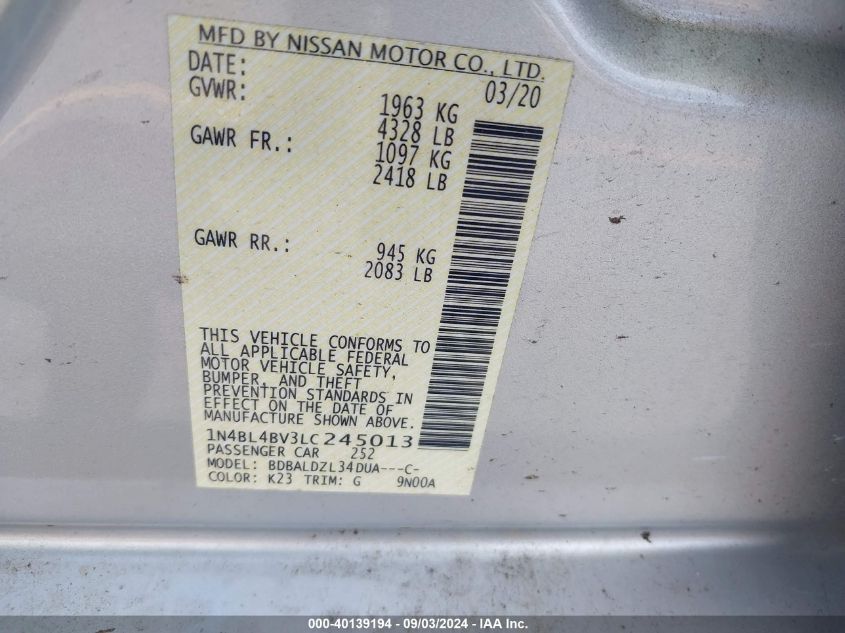 MFD BY NISSAN MOTOR CO., LTD.
DATE: 03/20
GVWR: 1963 KG
4328 LB
GAWR FR.: 1097 KG
2418 LB
GAWR RR.: 945 KG
2083 LB
THIS VEHICLE CONFORMS TO
ALL APPLICABLE FEDERAL
MOTOR VEHICLE SAFETY,
BUMPER, AND THEFT
PREVENTION STANDARDS IN
EFFECT ON THE DATE OF
MANUFACTURE SHOWN ABOVE.
1N4BL4BV3LC245013
PASSENGER CAR 252
MODEL: BDBALDZL34DUA---C-
COLOR: K23 TRIM: G 9N00A
000-40139194 - 09/03/2024 - IAA Inc.